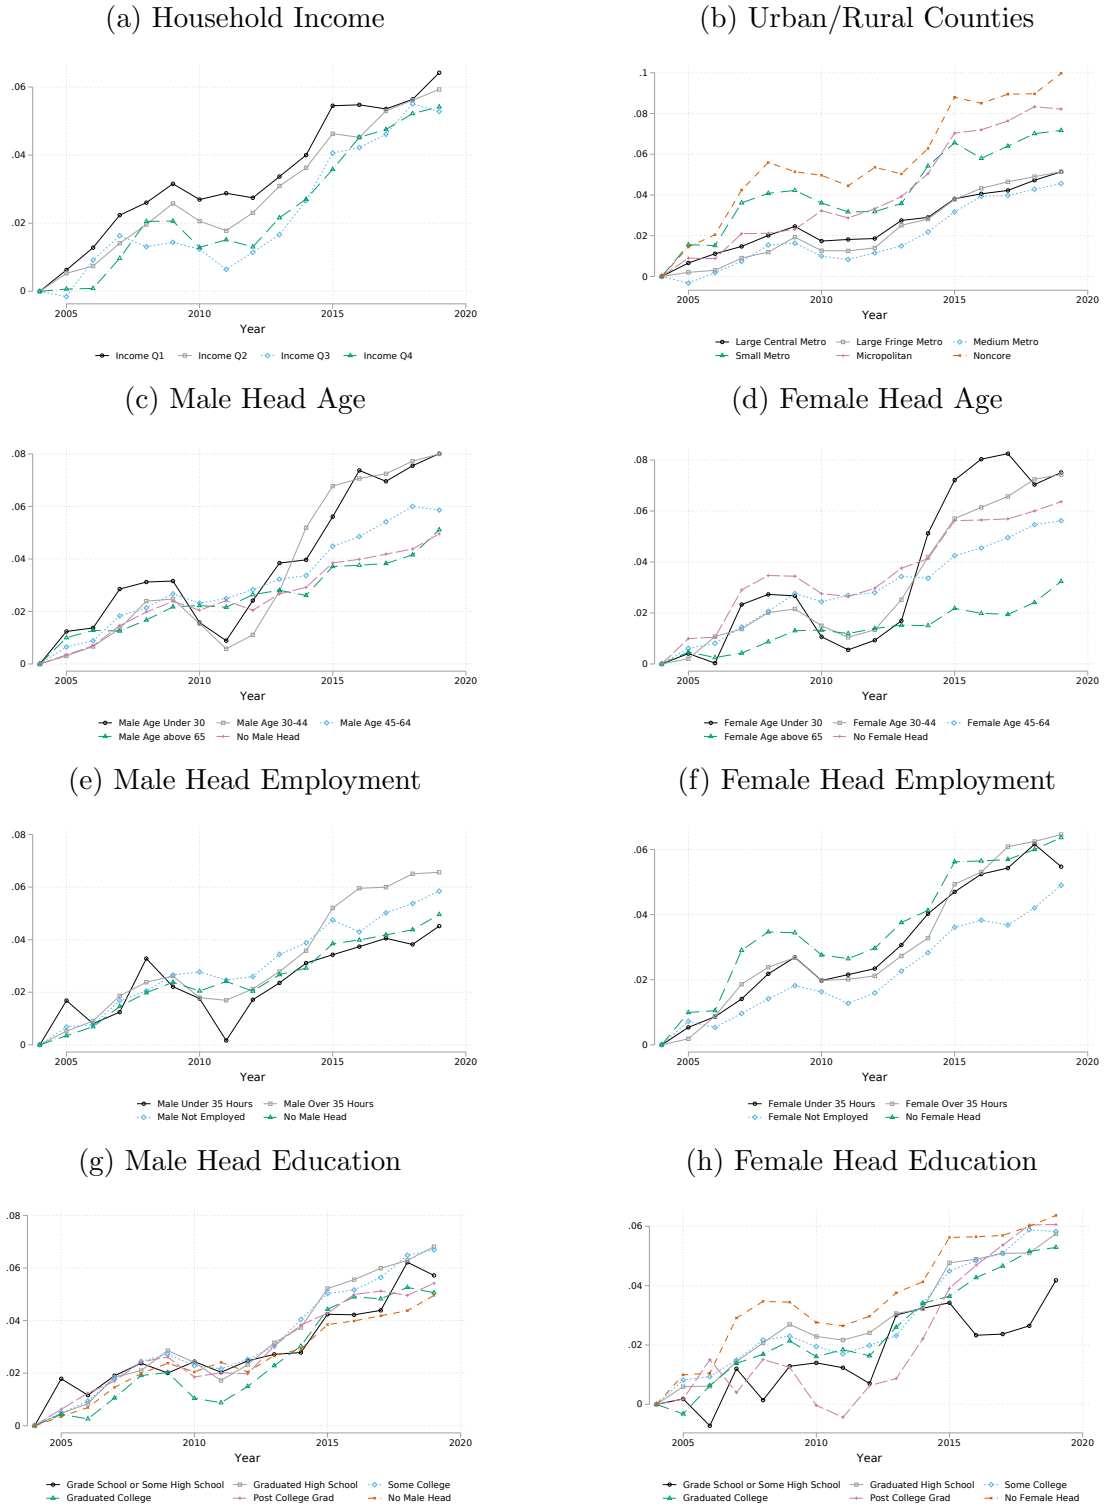 (a) Household Income
(b) Urban/Rural Counties
.06
.04
.02
0
2005
2010
2015
2020
Year
Income Q1
Income Q2
Income Q3
Income Q4
.1
.08
.06
.04
.02
0
2005
2010
2015
2020
Year
Large Central Metro
Large Fringe Metro
Medium Metro
Small Metro
Micropolitan
Noncore
(c) Male Head Age
(d) Female Head Age
.08
.06
.04
.02
0
2005
2010
2015
2020
Year
Male Age Under 30
Male Age 30-44
Male Age 45-64
Male Age above 65
No Male Head
.08
.06
.04
.02
0
2005
2010
2015
2020
Year
Female Age Under 30
Female Age 30-44
Female Age 45-64
Female Age above 65
No Female Head
(e) Male Head Employment
(f) Female Head Employment
.08
.06
.04
.02
0
2005
2010
2015
2020
Year
Male Under 35 Hours
Male Over 35 Hours
Male Not Employed
No Male Head
.06
.04
.02
0
2005
2010
2015
2020
Year
Female Under 35 Hours
Female Over 35 Hours
Female Not Employed
No Female Head
(g) Male Head Education
(h) Female Head Education
.08
.06
.04
.02
0
2005
2010
2015
2020
Year
Grade School or Some High School
Graduated High School
Some College
Graduated College
Post College Grad
No Male Head
.06
.04
.02
0
2005
2010
2015
2020
Year
Grade School or Some High School
Graduated High School
Some College
Graduated College
Post College Grad
No Female Head